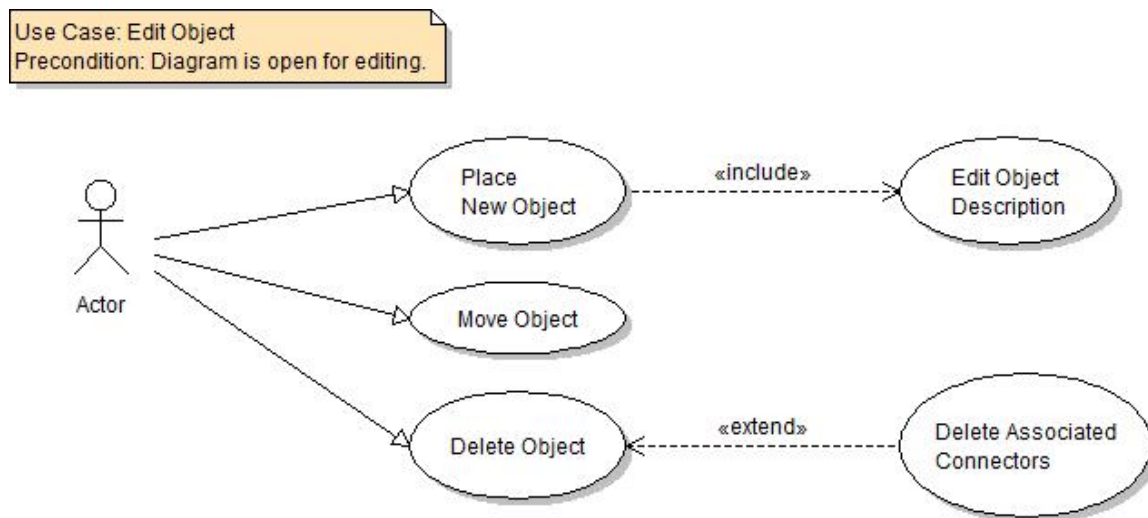 Use Case: Edit Object
Precondition: Diagram is open for editing.
Place
New Object
«include»
Edit Object
Description
Actor
Move Object
Delete Object
«extend»
Delete Associated
Connectors